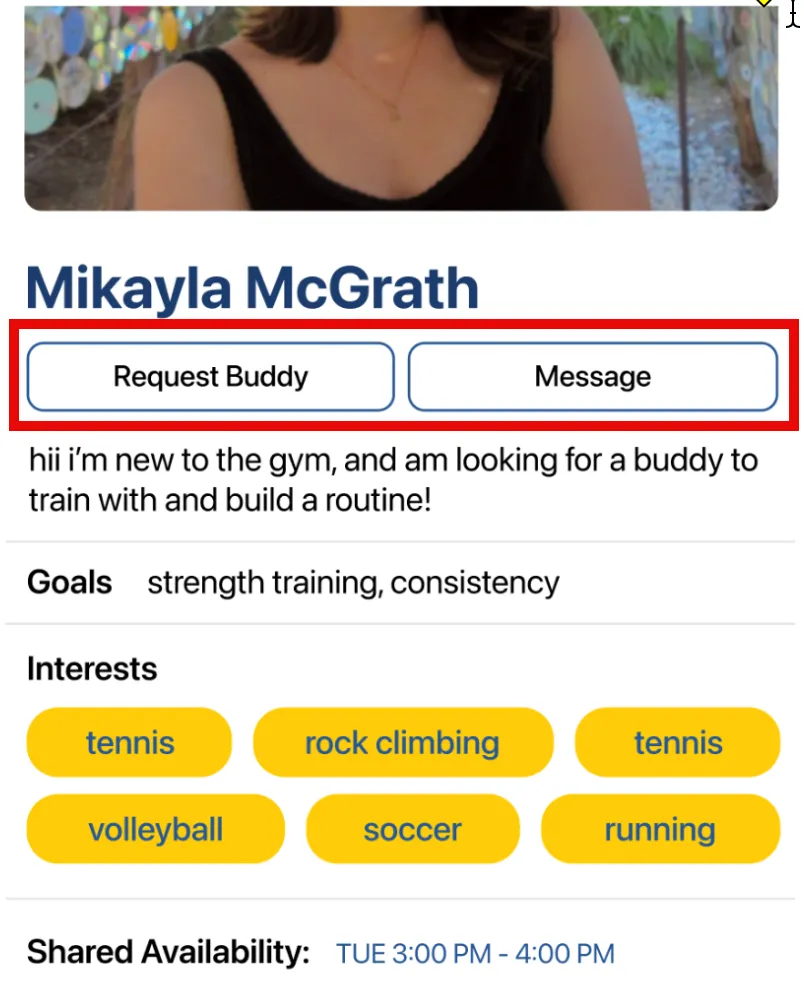 Mikayla McGrath
Request Buddy Message
hii i'm new to the gym, and am looking for a buddy to
train with and build a routine!
Goals strength training, consistency
Interests
tennis rock climbing tennis
volleyball soccer running
Shared Availability: TUE 3:00 PM - 4:00 PM